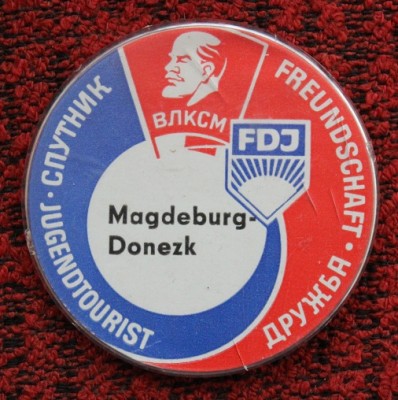 ВЛКСМ
FDJ
JUGENDTOURIST · СПУТНИК
FREUNDSCHAFT · ДРУЖБА
Magdeburg-
Donezk